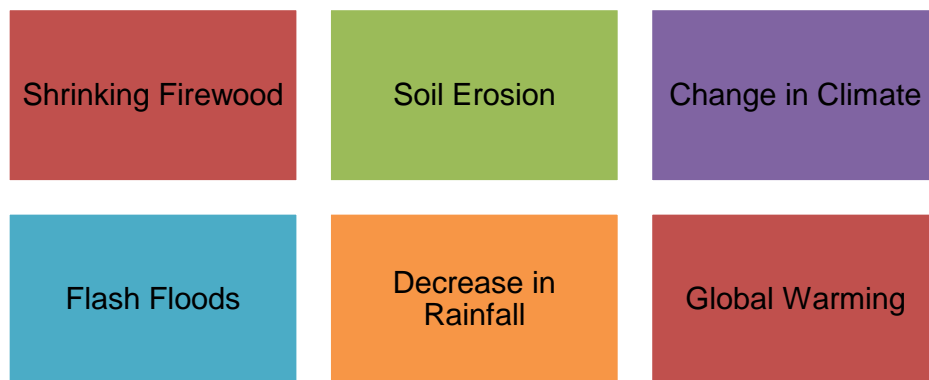 Shrinking Firewood
Soil Erosion
Change in Climate
Flash Floods
Decrease in
Rainfall
Global Warming